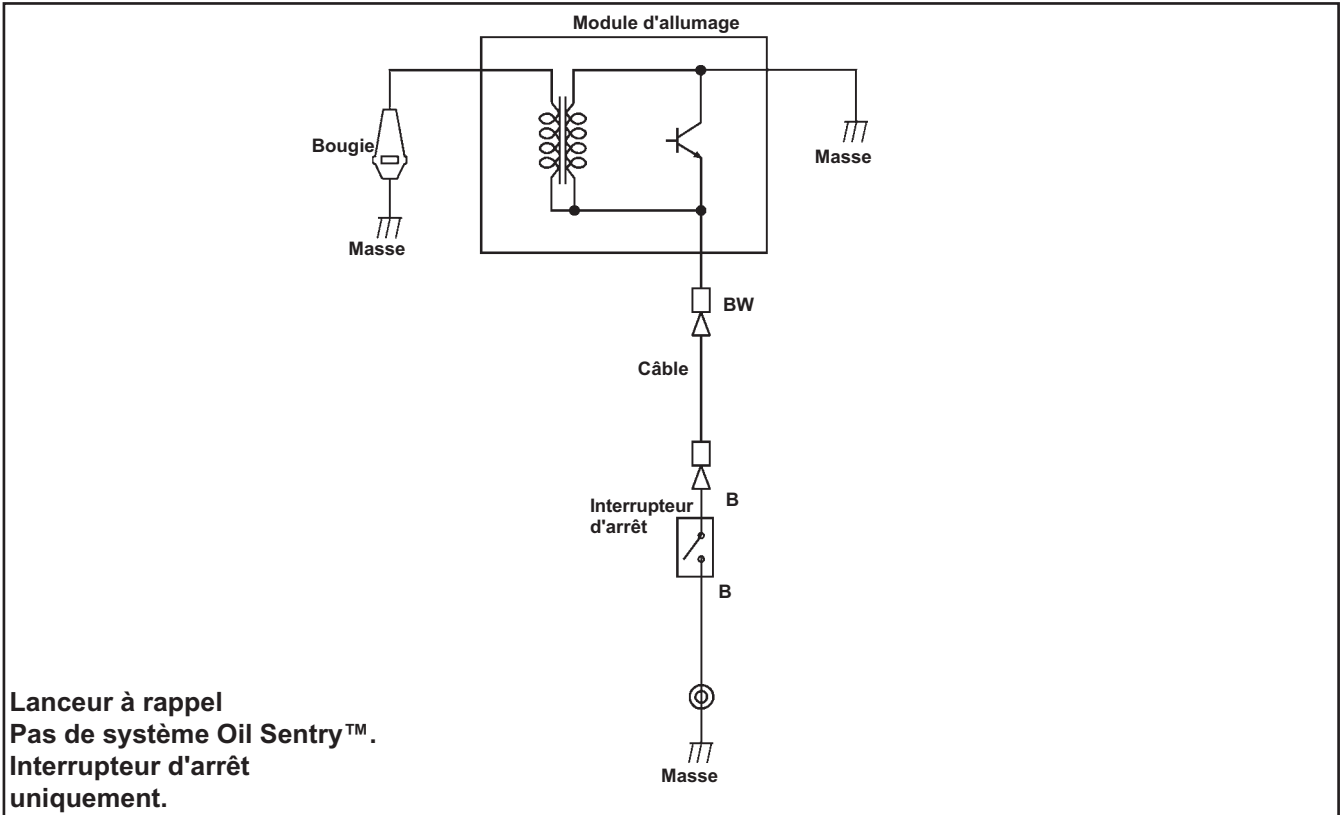 Module d'allumage
Bougie
Masse
Masse
BW
Câble
Interrupteur
d'arrêt
B
B
Masse
Lanceur à rappel
Pas de système Oil Sentry™.
Interrupteur d'arrêt
uniquement.